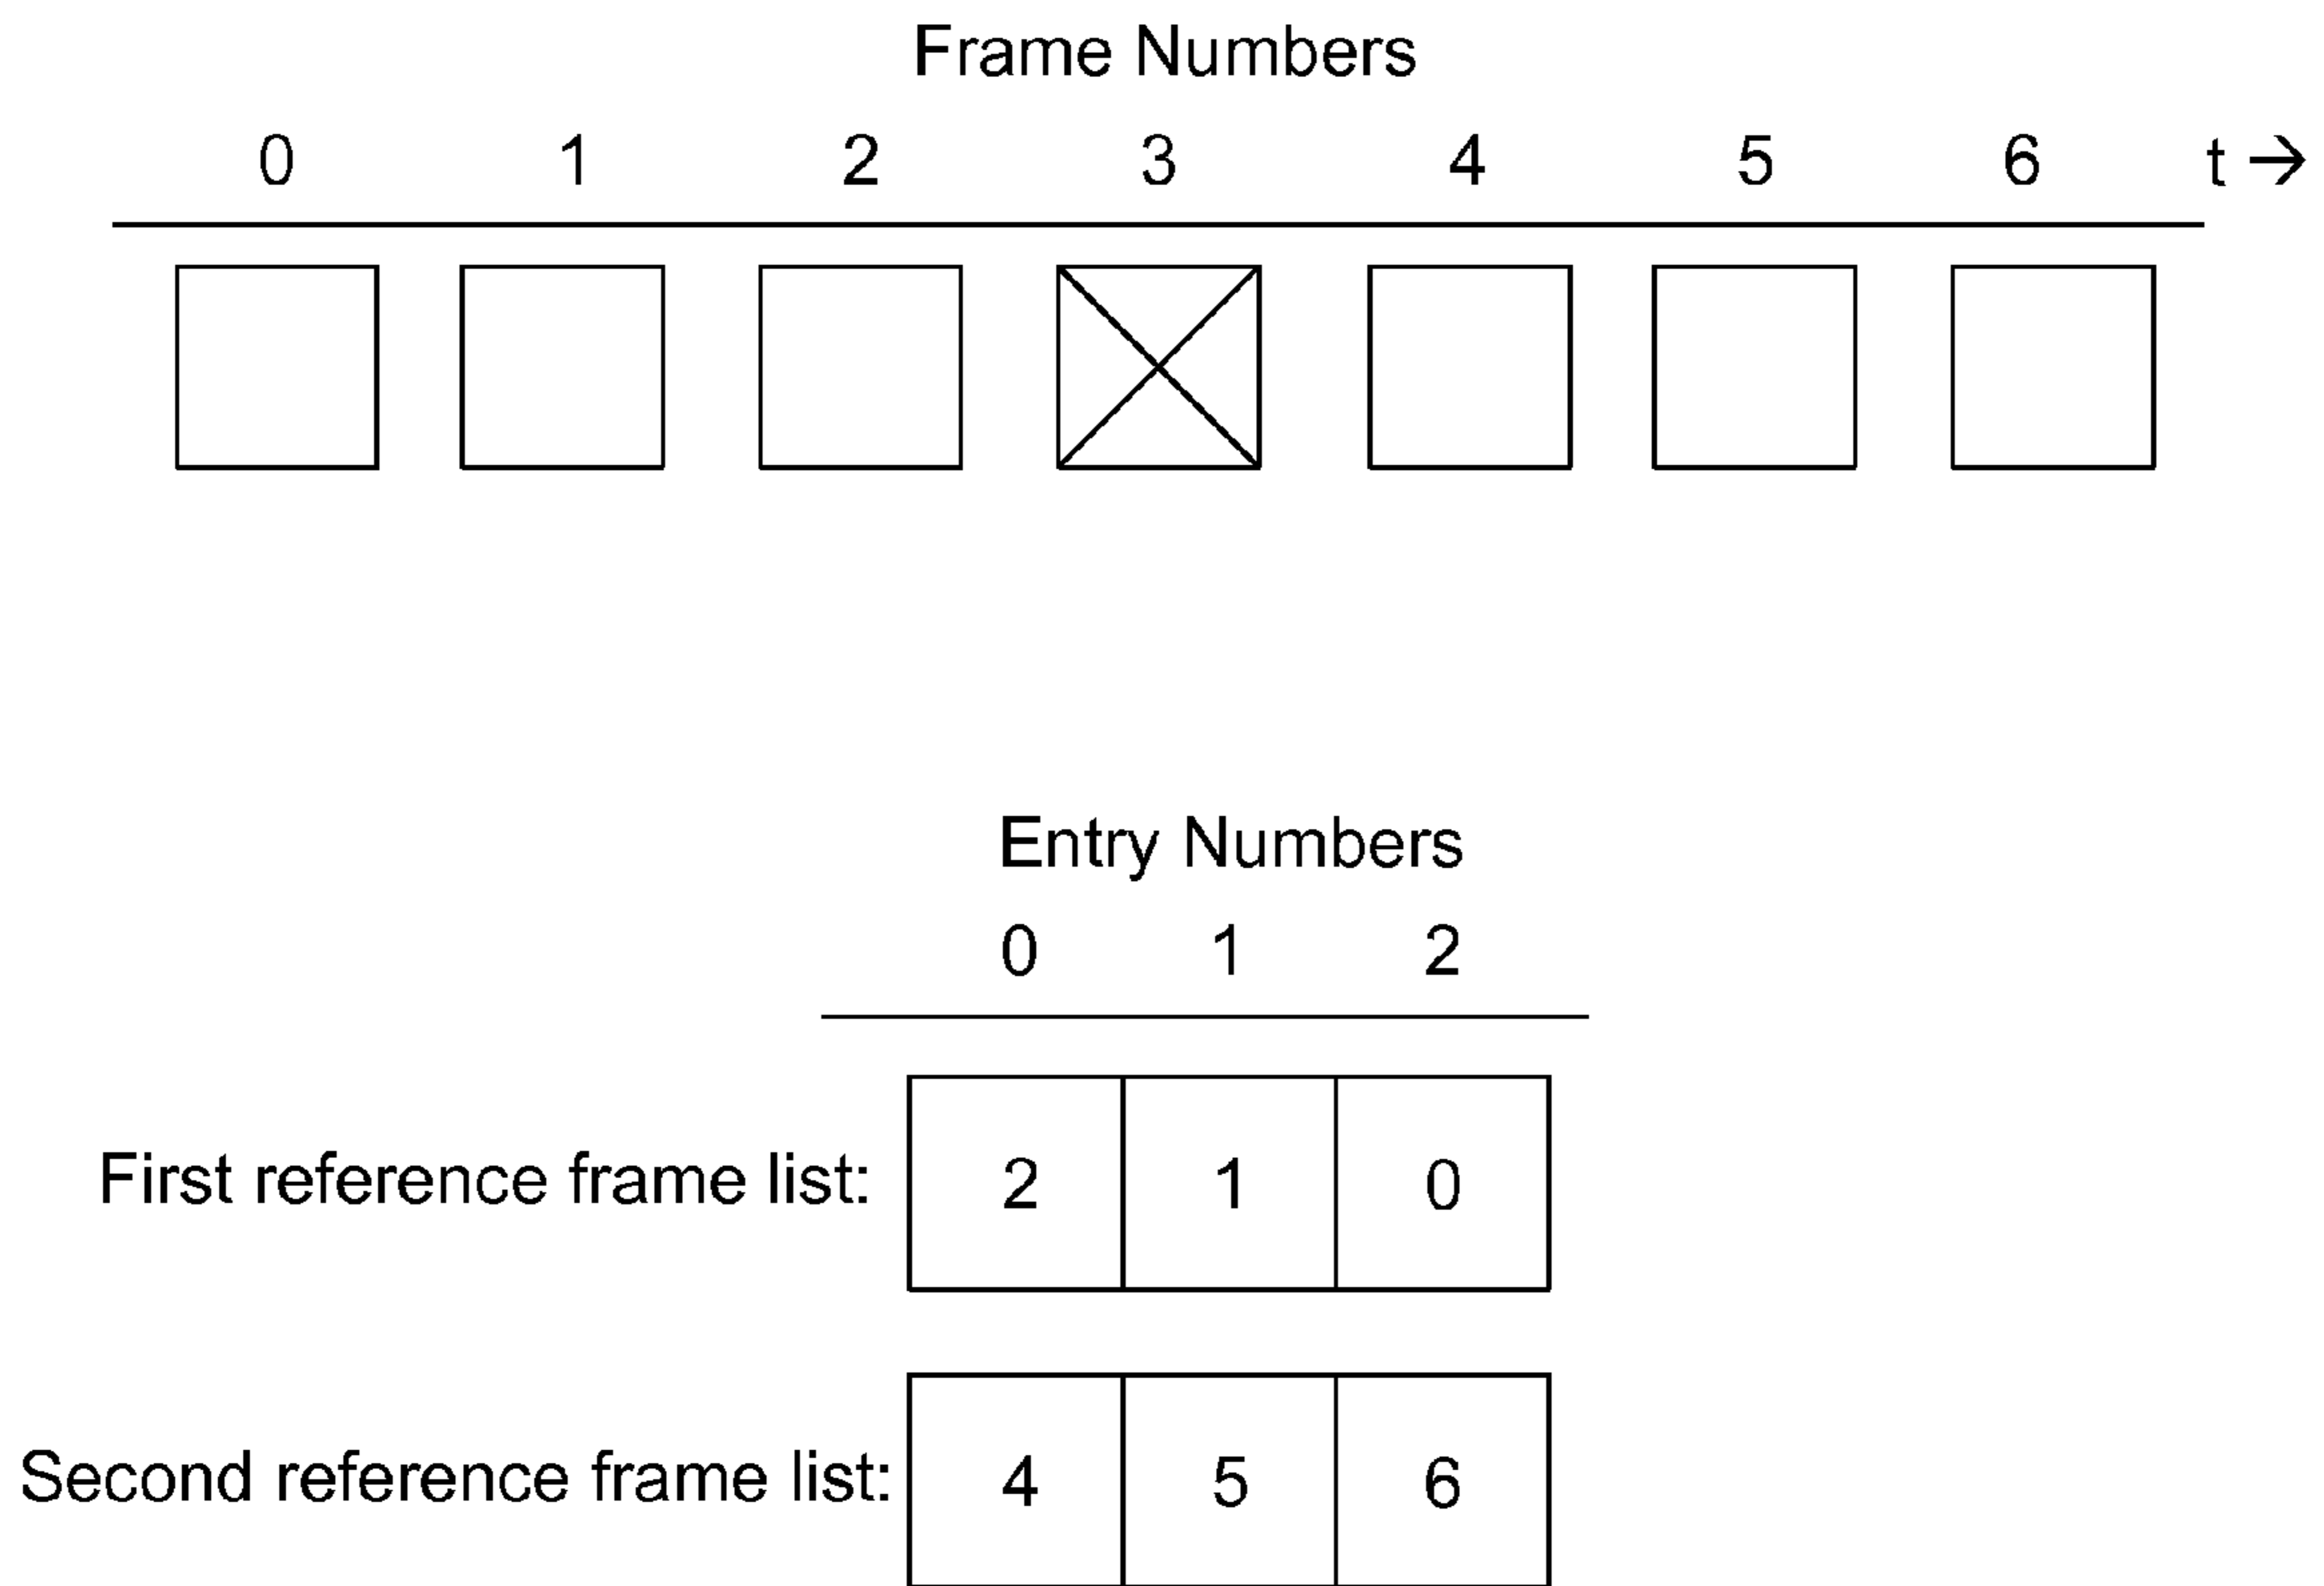 Frame Numbers
0 1 2 3 4 5 6 t →
Entry Numbers
0 1 2
First reference frame list: 2 1 0
Second reference frame list: 4 5 6